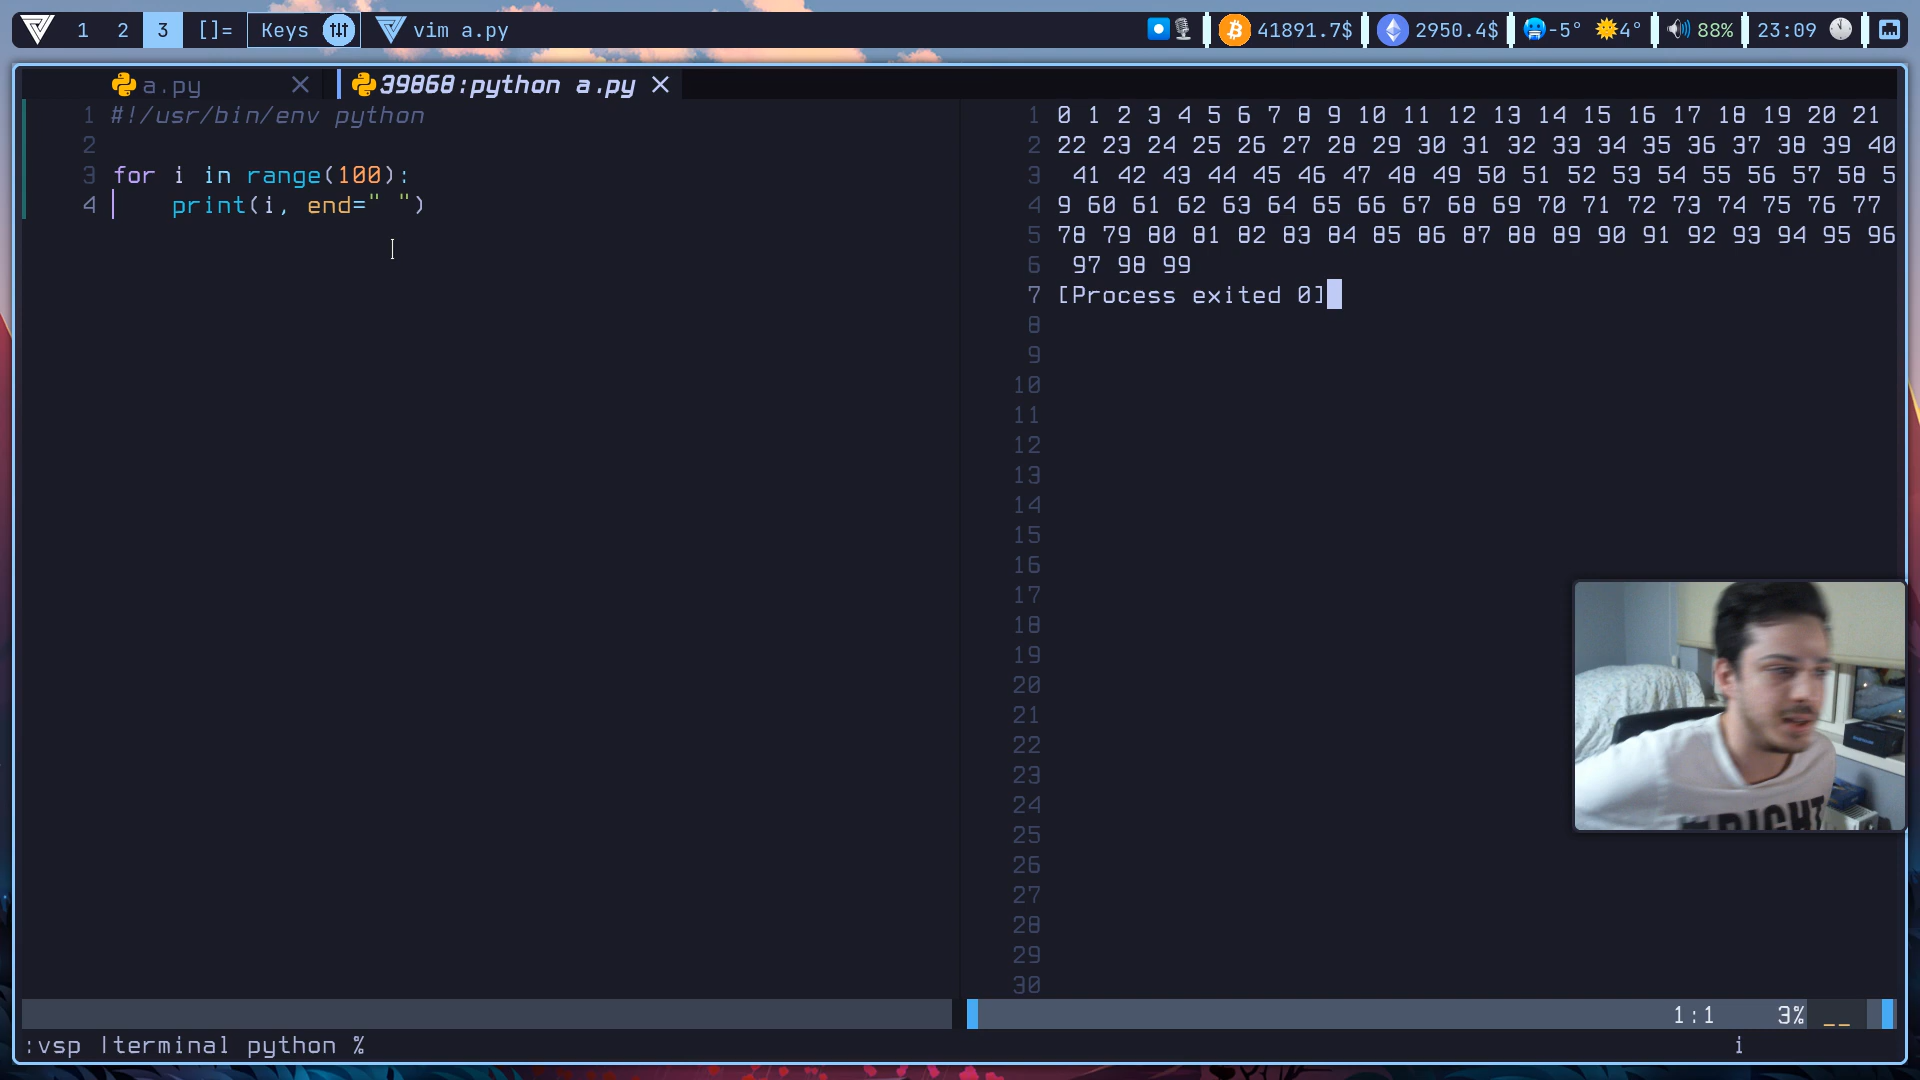 1 2 3 []= Keys vim a.py 41891.7$ 2950.4$ -5° 4° 88% 23:09
a.py 39868:python a.py
1 #!/usr/bin/env python
2
3 for i in range(100):
4 print(i, end=" ")
1 0 1 2 3 4 5 6 7 8 9 10 11 12 13 14 15 16 17 18 19 20 21
2 22 23 24 25 26 27 28 29 30 31 32 33 34 35 36 37 38 39 40
3 41 42 43 44 45 46 47 48 49 50 51 52 53 54 55 56 57 58 5
4 9 60 61 62 63 64 65 66 67 68 69 70 71 72 73 74 75 76 77
5 78 79 80 81 82 83 84 85 86 87 88 89 90 91 92 93 94 95 96
6 97 98 99
7 [Process exited 0]
8
9
10
11
12
13
14
15
16
17
18
19
20
21
22
23
24
25
26
27
28
29
30
1:1 3% __
:vsp |terminal python % i